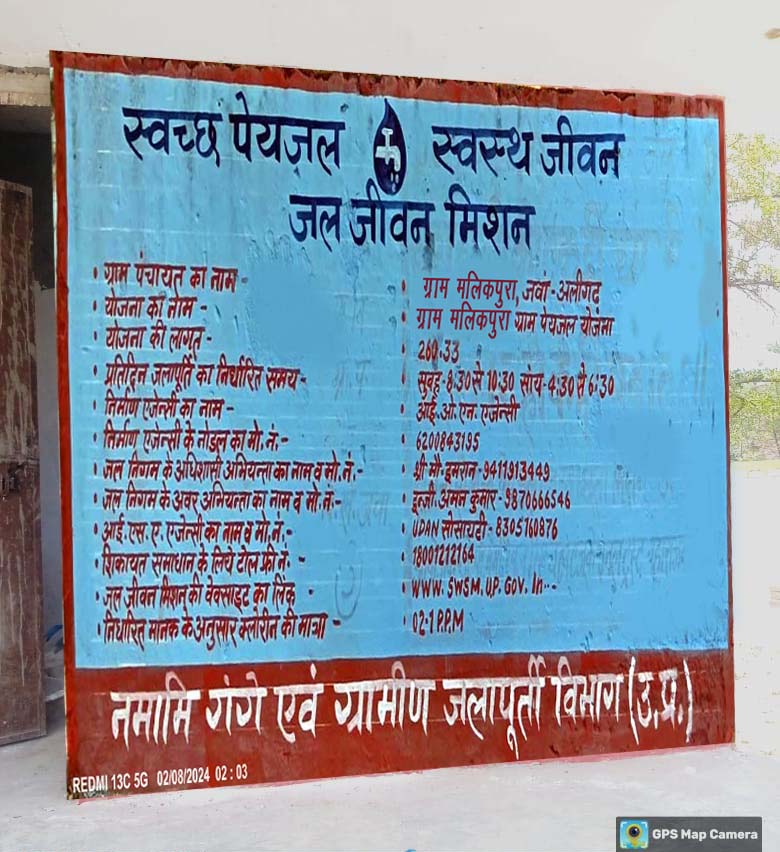 स्वच्छ पेयजल स्वस्थ जीवन
जल जीवन मिशन
• ग्राम पंचायत का नाम - • ग्राम मलिकपुरा, जवां - अलीगढ़
• योजना का नाम - • ग्राम मलिकपुरा ग्राम पेयजल योजना
• योजना की लागत - • 260.33
• प्रतिदिन जलापूर्ति का निर्धारित समय - • सुबह - 8:30 से 10:30 सांय - 4:30 से 6:30
• निर्माण एजेन्सी का नाम - • आई.ओ.एन. एजेन्सी
• निर्माण एजेन्सी के नोडल का मो. नं. :- • 6200843195
• जल निगम के अधिशासी अभियन्ता का नाम व मो. नं. - • श्री मौ - इमरान - 9411913449
• जल निगम के अवर अभियन्ता का नाम व मो. नं. :- • इन्जी. अमन कुमार - 9870666546
• आई. एस. ए. एजेन्सी का नाम व मो. नं. :- • UDAN सोसायटी - 8305160876
• शिकायत समाधान के लिये टोल फ्री नं. - • 18001212164
• जल जीवन मिशन की वेबसाइट का लिंक - • WWW. SWSM. UP. GOV. In -
• निर्धारित मानक के अनुसार क्लोरीन की मात्रा - • 02-1 P.P.M
नमामि गंगे एवं ग्रामीण जलापूर्ती विभाग (उ.प्र.)
REDMI 13C 5G 02/08/2024 02 : 03
GPS Map Camera